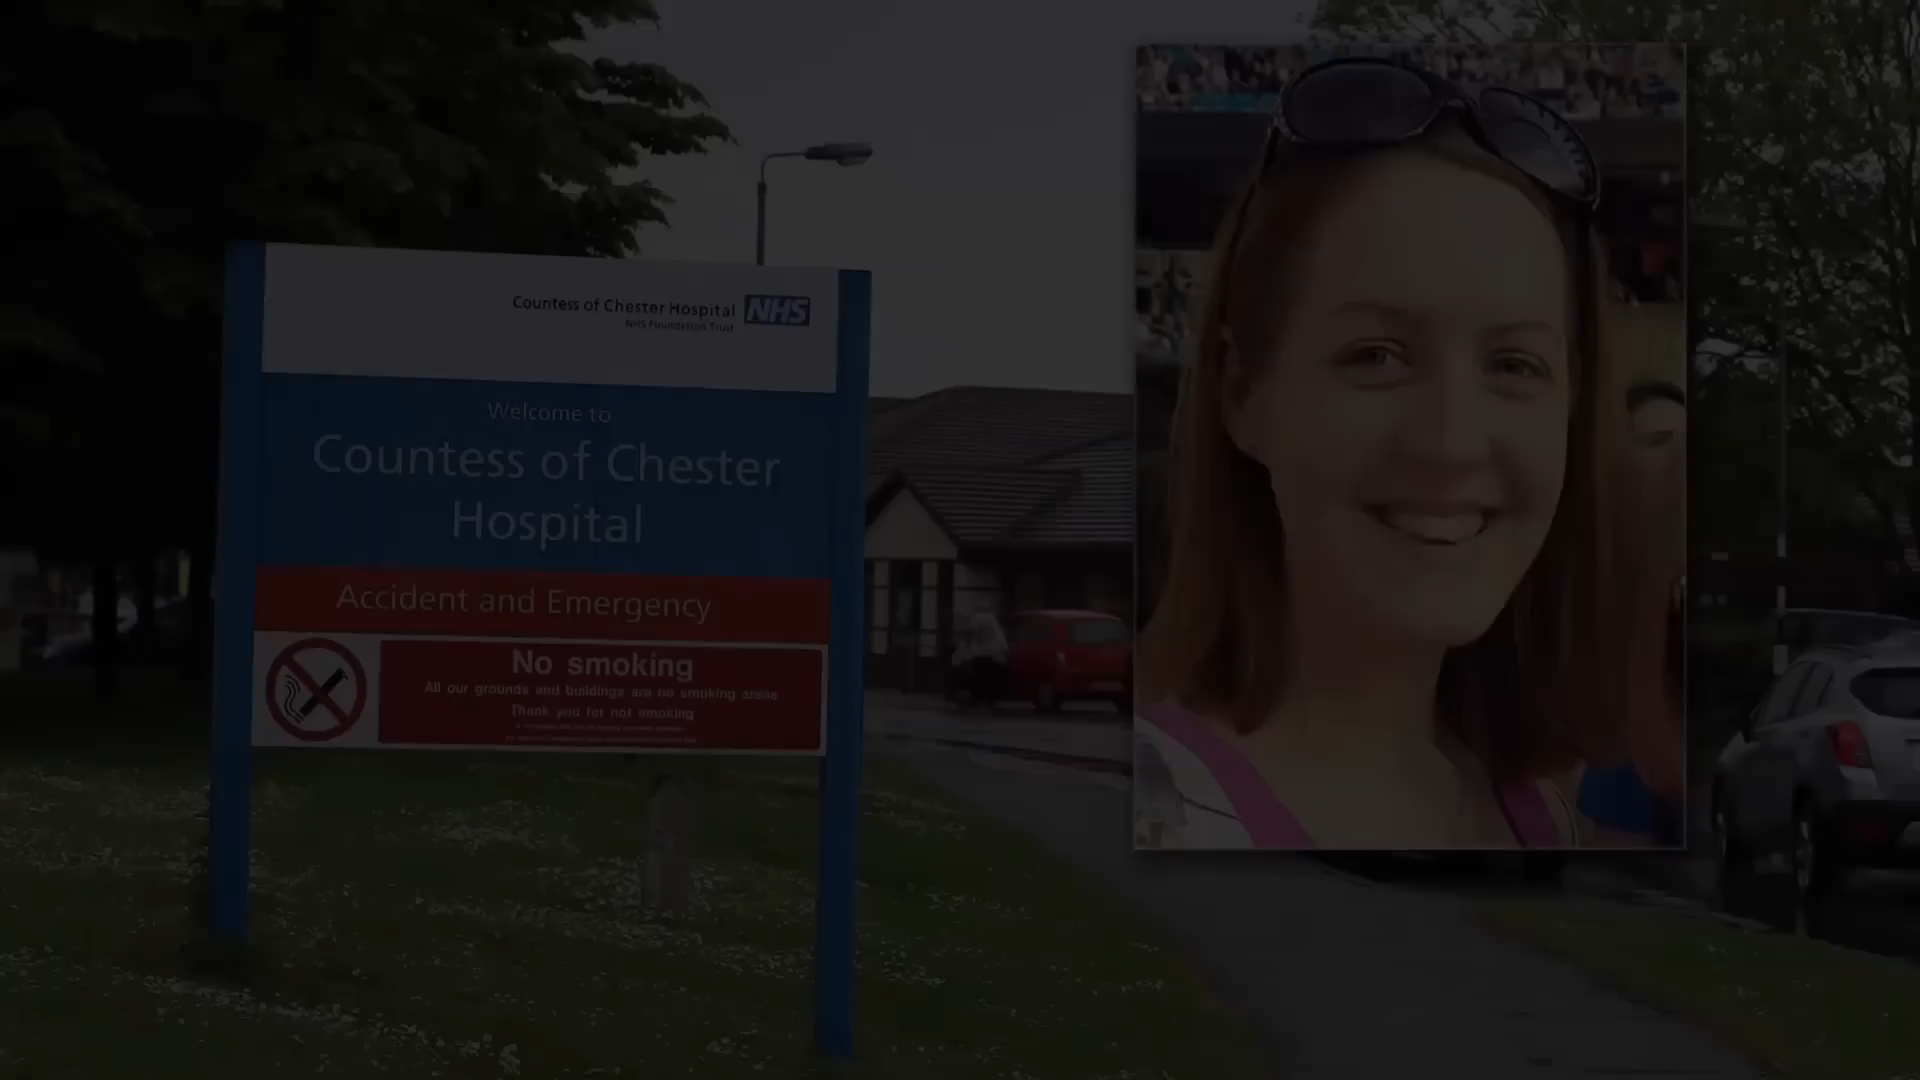 Countess of Chester Hospital NHS
NHS Foundation Trust
Welcome to
Countess of Chester
Hospital
Accident and Emergency
No smoking
All our grounds and buildings are no smoking areas
Thank you for not smoking